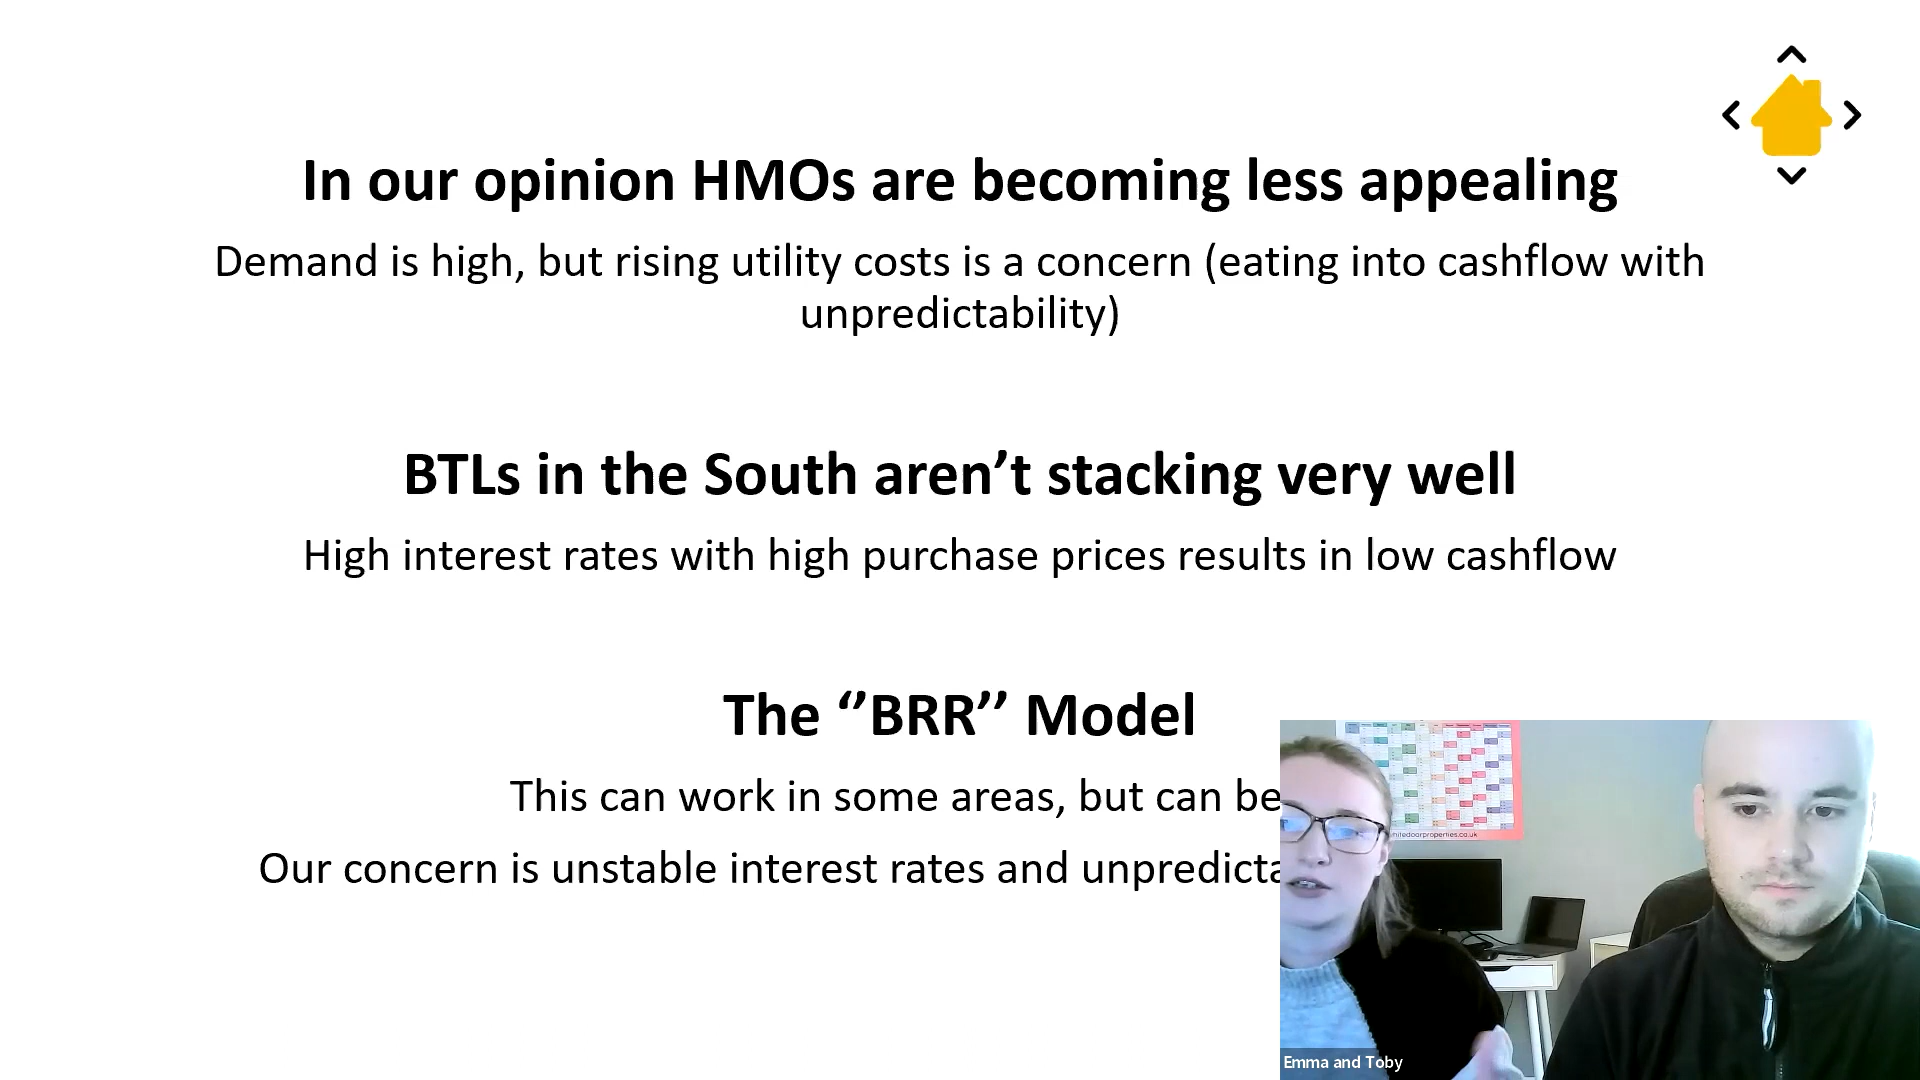 In our opinion HMOs are becoming less appealing
Demand is high, but rising utility costs is a concern (eating into cashflow with
unpredictability)
BTLs in the South aren’t stacking very well
High interest rates with high purchase prices results in low cashflow
The ‘’BRR’’ Model
This can work in some areas, but can be
Our concern is unstable interest rates and
Emma and Toby